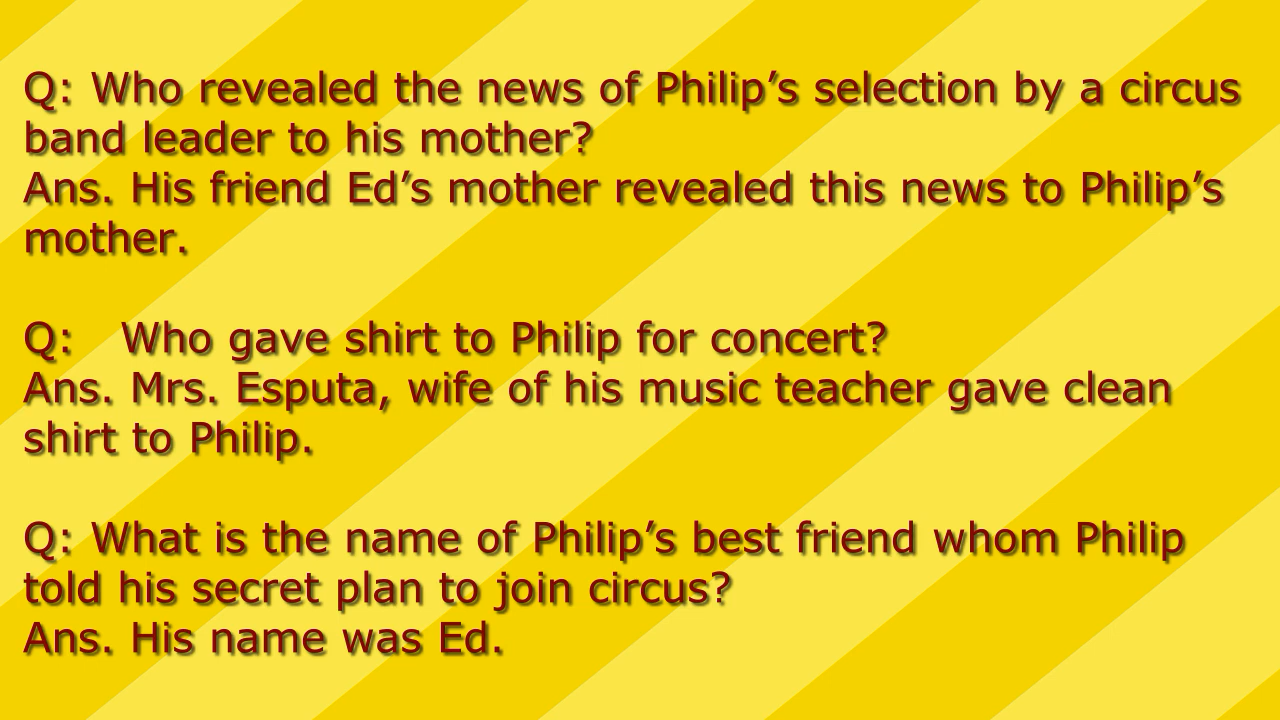 Q: Who revealed the news of Philip’s selection by a circus
band leader to his mother?
Ans. His friend Ed’s mother revealed this news to Philip’s
mother.
Q:   Who gave shirt to Philip for concert?
Ans. Mrs. Esputa, wife of his music teacher gave clean
shirt to Philip.
Q: What is the name of Philip’s best friend whom Philip
told his secret plan to join circus?
Ans. His name was Ed.